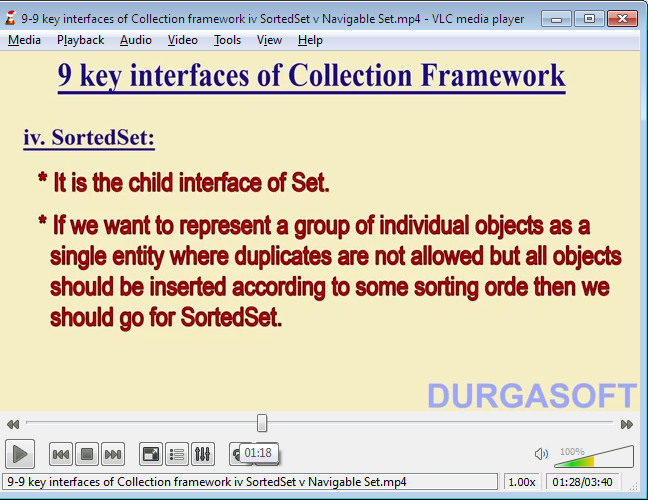 9-9 key interfaces of Collection framework iv SortedSet v Navigable Set.mp4 - VLC media player
Media Playback Audio Video Tools View Help
9 key interfaces of Collection Framework
iv. SortedSet:
* It is the child interface of Set.
* If we want to represent a group of individual objects as a
single entity where duplicates are not allowed but all objects
should be inserted according to some sorting orde then we
should go for SortedSet.
DURGASOFT
01:18
100%
9-9 key interfaces of Collection framework iv SortedSet v Navigable Set.mp4 1.00x 01:28/03:40